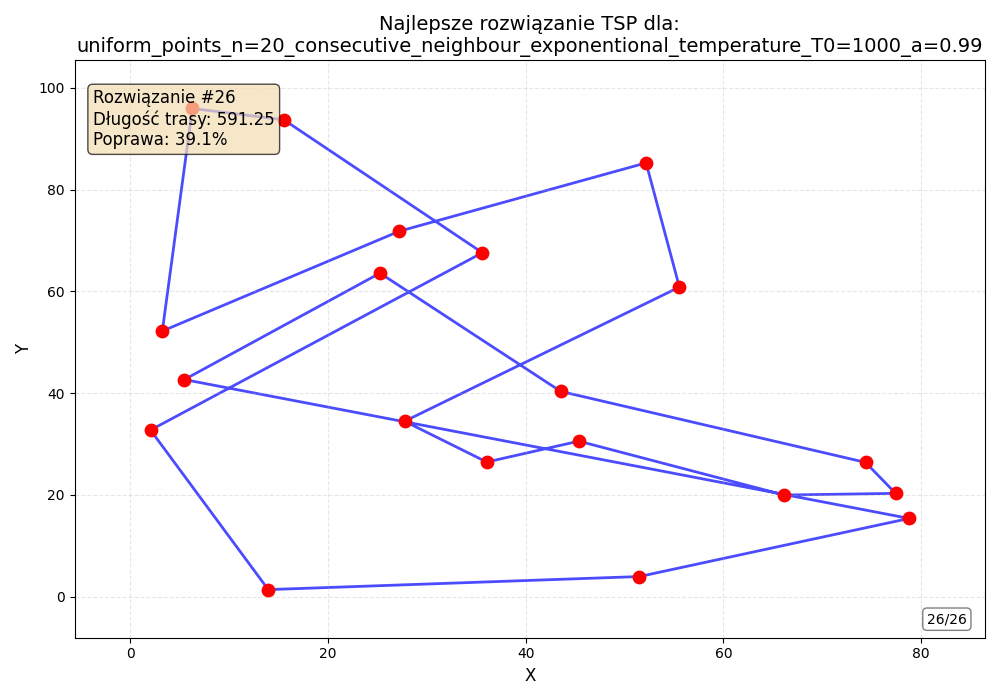 Najlepsze rozwiązanie TSP dla:
uniform_points_n=20_consecutive_neighbour_exponentional_temperature_T0=1000_a=0.99
Rozwiązanie #26
Długość trasy: 591.25
Poprawa: 39.1%
100
80
60
40
20
0
Y
26/26
0 20 40 60 80
X